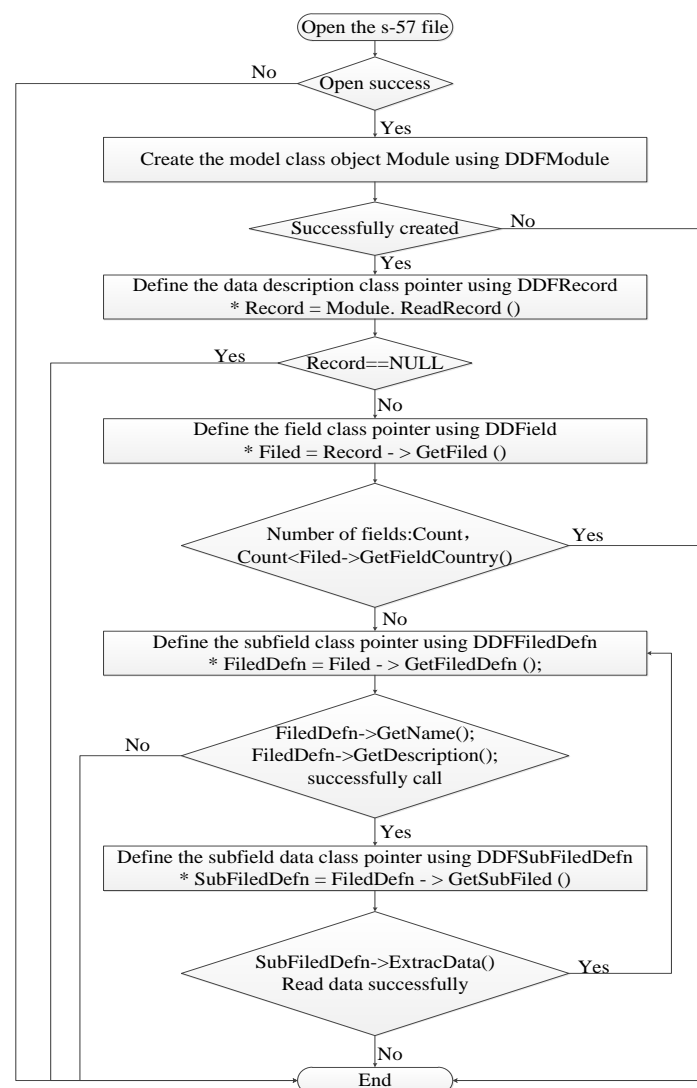 Open the s-57 file
No
Open success
Yes
Create the model class object Module using DDFModule
Successfully created
No
Yes
Define the data description class pointer using DDFRecord
* Record = Module. ReadRecord ()
Yes
Record==NULL
No
Define the field class pointer using DDField
* Filed = Record - > GetFiled ()
Number of fields:Count，
Yes
Count<Filed->GetFieldCountry()
No
Define the subfield class pointer using DDFFiledDefn
* FiledDefn = Filed - > GetFiledDefn ();
FiledDefn->GetName();
No
FiledDefn->GetDescription();
successfully call
Yes
Define the subfield data class pointer using DDFSubFiledDefn
* SubFiledDefn = FiledDefn - > GetSubFiled ()
SubFiledDefn->ExtracData()
Yes
Read data successfully
No
End